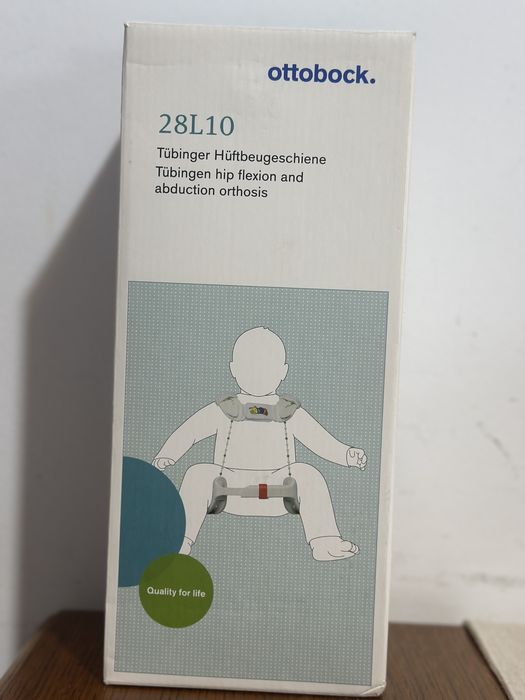 ottobock.
28L10
Tübinger Hüftbeugeschiene
Tübingen hip flexion and
abduction orthosis
Quality for life